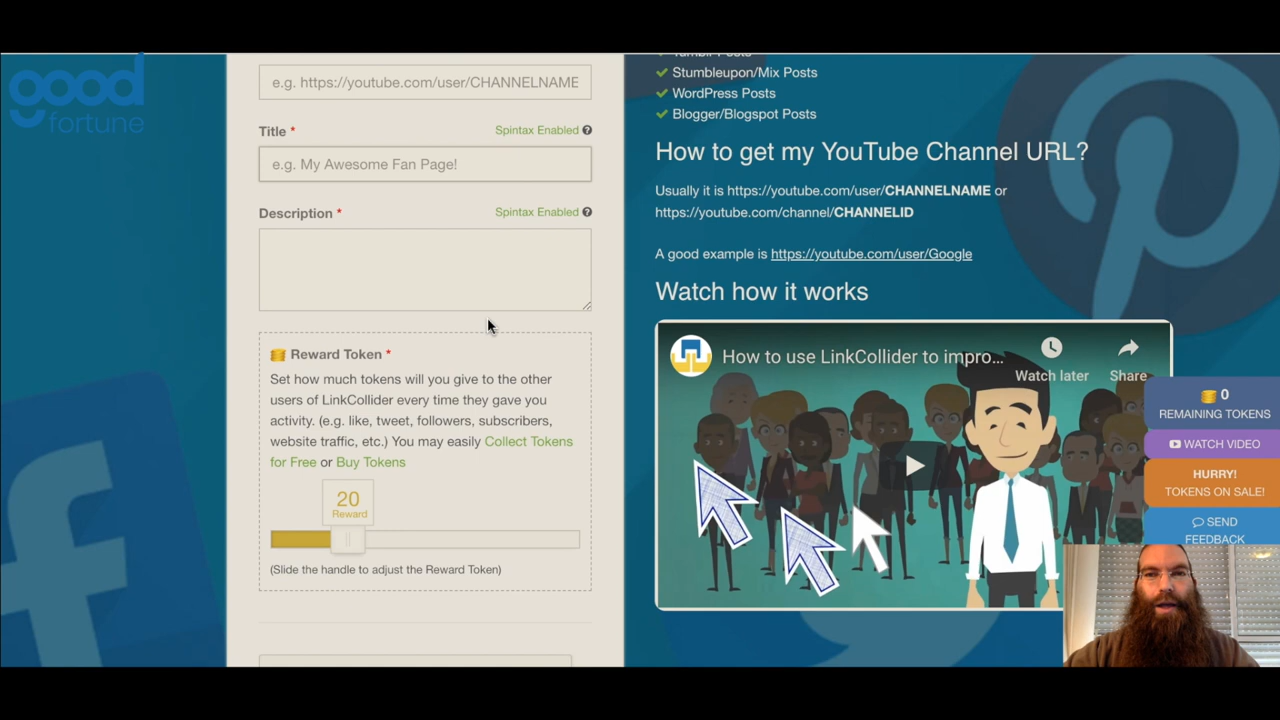 good
fortune
e.g. https://youtube.com/user/CHANNELNAME
Title *
Spintax Enabled
e.g. My Awesome Fan Page!
Description *
Spintax Enabled
Reward Token *
Set how much tokens will you give to the other
users of LinkCollider every time they gave you
activity. (e.g. like, tweet, followers, subscribers,
website traffic, etc.) You may easily Collect Tokens
for Free or Buy Tokens
20
Reward
(Slide the handle to adjust the Reward Token)
Stumbleupon/Mix Posts
WordPress Posts
Blogger/Blogspot Posts
How to get my YouTube Channel URL?
Usually it is https://youtube.com/user/CHANNELNAME or
https://youtube.com/channel/CHANNELID
A good example is https://youtube.com/user/Google
Watch how it works
How to use LinkCollider to impro...
Watch later
Share
0
REMAINING TOKENS
WATCH VIDEO
HURRY!
TOKENS ON SALE!
SEND
FEEDBACK